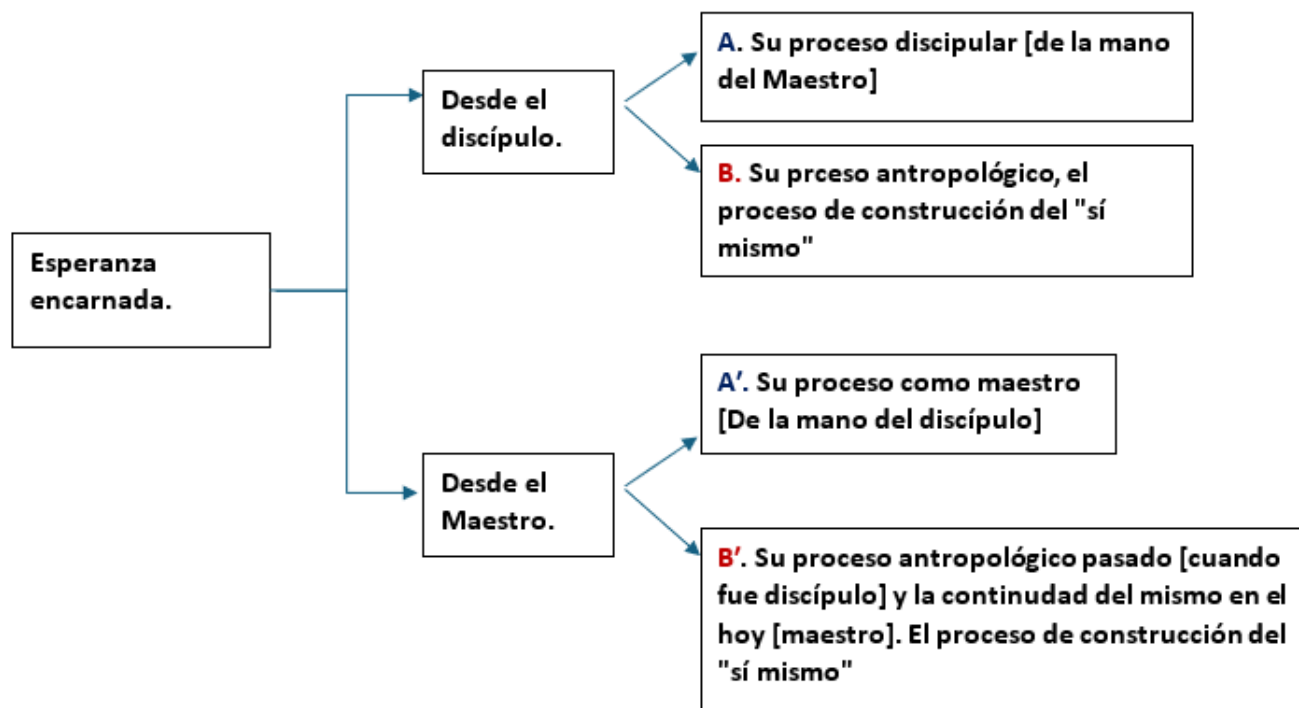 Esperanza
encarnada.
Desde el
discípulo.
A. Su proceso discipular [de la mano
del Maestro]
B. Su prceso antropológico, el
proceso de construcción del "sí
mismo"
Desde el
Maestro.
A’. Su proceso como maestro
[De la mano del discípulo]
B’. Su proceso antropológico pasado [cuando
fue discípulo] y la continudad del mismo en el
hoy [maestro]. El proceso de construcción del
"sí mismo"